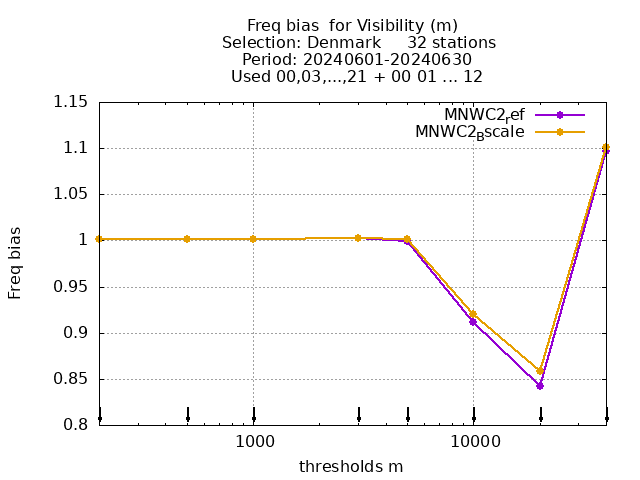 Freq bias  for Visibility (m)
Selection: Denmark     32 stations
Period: 20240601-20240630
Used 00,03,...,21 + 00 01 ... 12
MNWC2ref
MNWC2Bscale
1.15
1.1
1.05
1
0.95
0.9
0.85
0.8
Freq bias
1000
10000
thresholds m